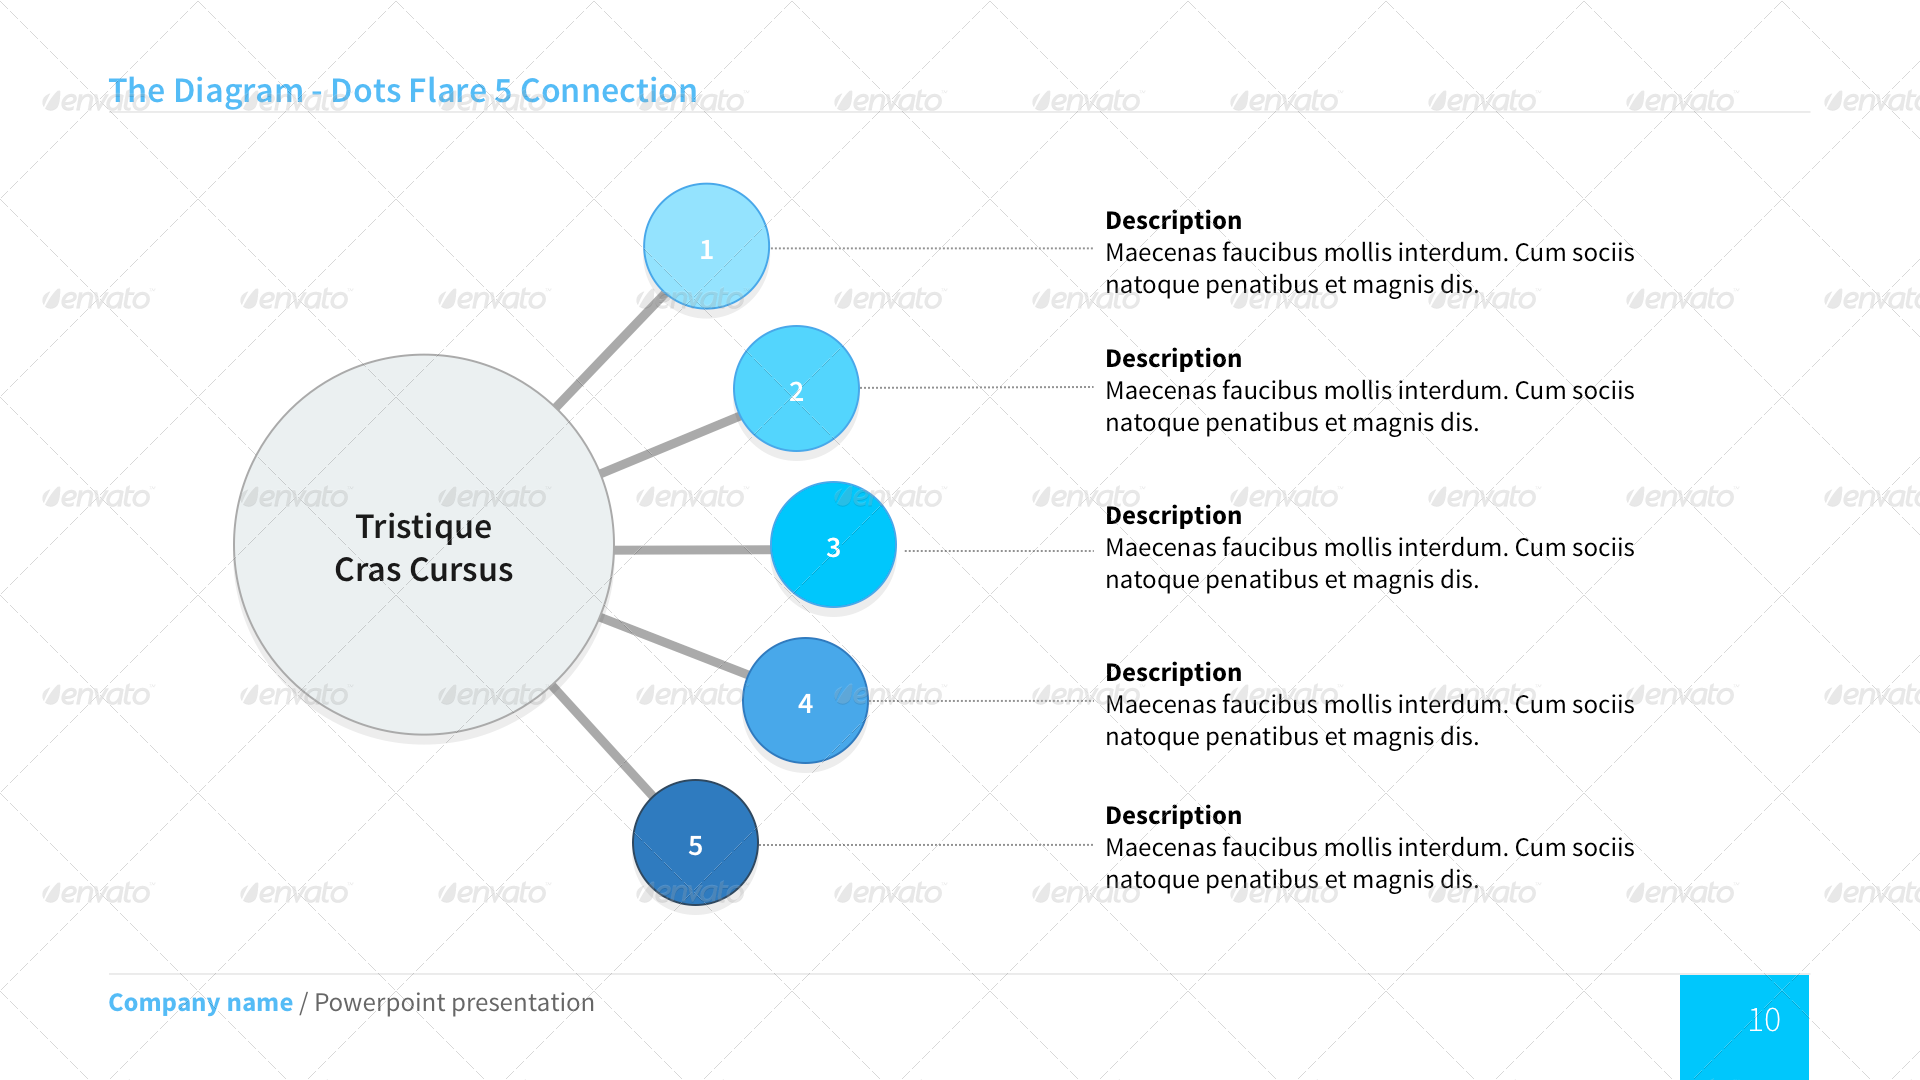 The Diagram - Dots Flare 5 Connection
Tristique
Cras Cursus
1
Description
Maecenas faucibus mollis interdum. Cum sociis
natoque penatibus et magnis dis.
2
Description
Maecenas faucibus mollis interdum. Cum sociis
natoque penatibus et magnis dis.
3
Description
Maecenas faucibus mollis interdum. Cum sociis
natoque penatibus et magnis dis.
4
Description
Maecenas faucibus mollis interdum. Cum sociis
natoque penatibus et magnis dis.
5
Description
Maecenas faucibus mollis interdum. Cum sociis
natoque penatibus et magnis dis.
Company name / Powerpoint presentation
10
envato